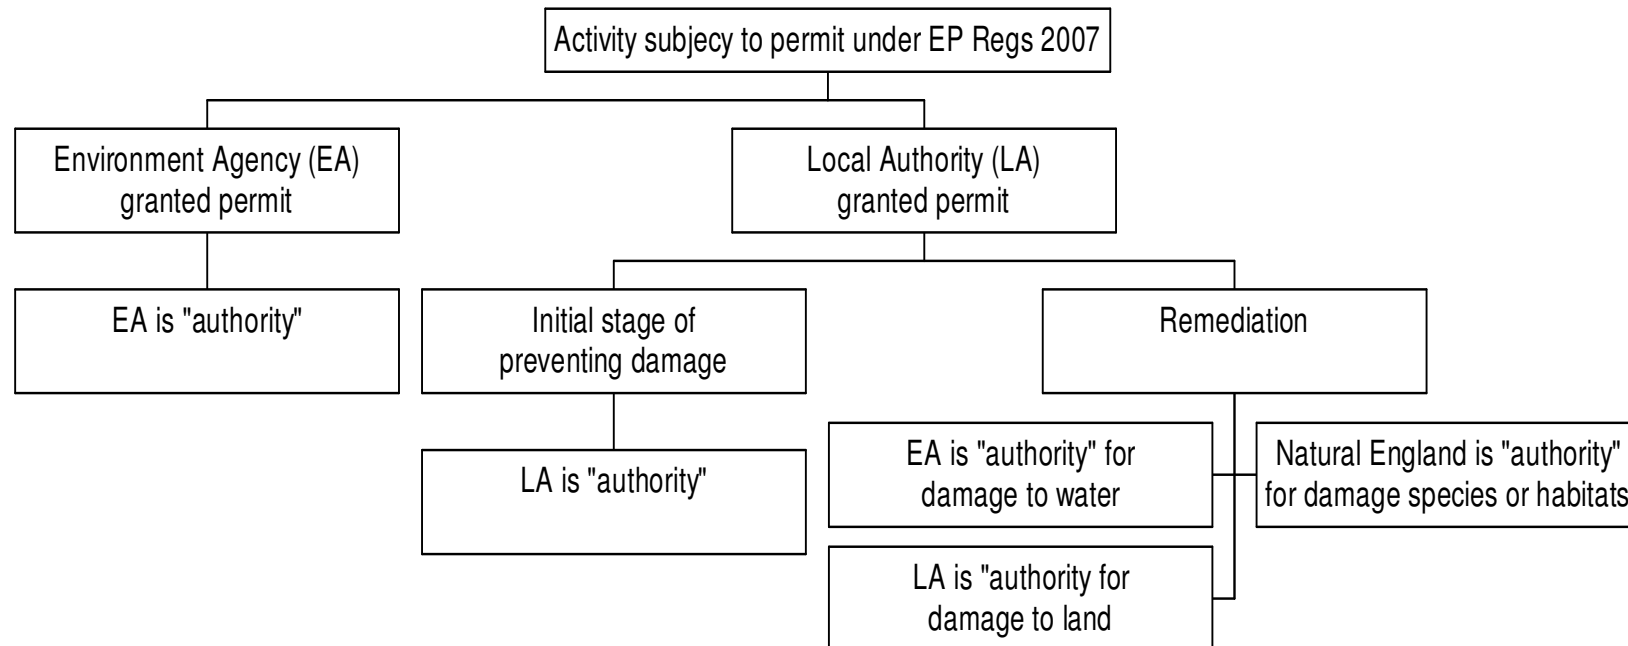 Activity subjecy to permit under EP Regs 2007
Environment Agency (EA)
granted permit
Local Authority (LA)
granted permit
EA is "authority"
Initial stage of
preventing damage
Remediation
LA is "authority"
EA is "authority" for
damage to water
Natural England is "authority"
for damage species or habitats
LA is "authority for
damage to land